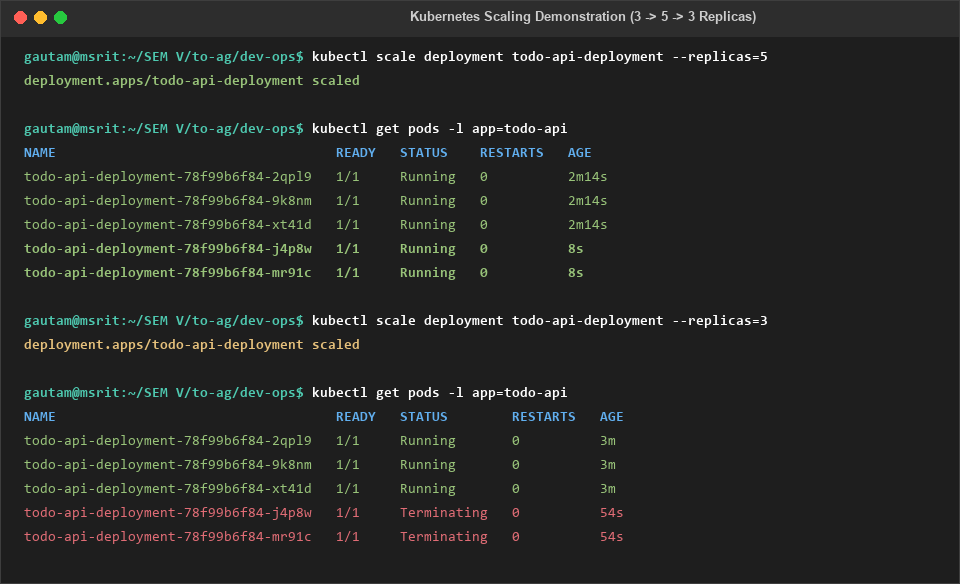 Kubernetes Scaling Demonstration (3 -> 5 -> 3 Replicas)
gautam@msrit:~/SEM V/to-ag/dev-ops$ kubectl scale deployment todo-api-deployment --replicas=5
deployment.apps/todo-api-deployment scaled
gautam@msrit:~/SEM V/to-ag/dev-ops$ kubectl get pods -l app=todo-api
NAME READY STATUS RESTARTS AGE
todo-api-deployment-78f99b6f84-2qpl9 1/1 Running 0 2m14s
todo-api-deployment-78f99b6f84-9k8nm 1/1 Running 0 2m14s
todo-api-deployment-78f99b6f84-xt41d 1/1 Running 0 2m14s
todo-api-deployment-78f99b6f84-j4p8w 1/1 Running 0 8s
todo-api-deployment-78f99b6f84-mr91c 1/1 Running 0 8s
gautam@msrit:~/SEM V/to-ag/dev-ops$ kubectl scale deployment todo-api-deployment --replicas=3
deployment.apps/todo-api-deployment scaled
gautam@msrit:~/SEM V/to-ag/dev-ops$ kubectl get pods -l app=todo-api
NAME READY STATUS RESTARTS AGE
todo-api-deployment-78f99b6f84-2qpl9 1/1 Running 0 3m
todo-api-deployment-78f99b6f84-9k8nm 1/1 Running 0 3m
todo-api-deployment-78f99b6f84-xt41d 1/1 Running 0 3m
todo-api-deployment-78f99b6f84-j4p8w 1/1 Terminating 0 54s
todo-api-deployment-78f99b6f84-mr91c 1/1 Terminating 0 54s